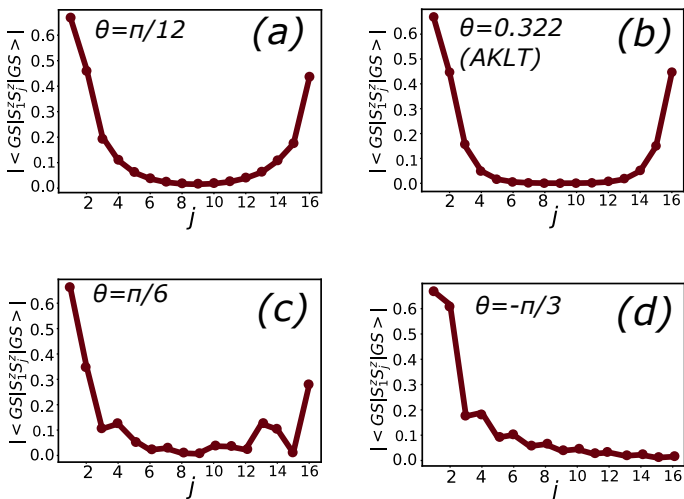 θ=π/12
(a)
|<GS|S₁ᶻSⱼᶻ|GS>|
0.6
0.5
0.4
0.3
0.2
0.1
0.0
2 4 6 8 10 12 14 16
j
θ=0.322
(AKLT)
(b)
|<GS|S₁ᶻSⱼᶻ|GS>|
0.6
0.5
0.4
0.3
0.2
0.1
0.0
2 4 6 8 10 12 14 16
j
θ=π/6
(c)
|<GS|S₁ᶻSⱼᶻ|GS>|
0.6
0.5
0.4
0.3
0.2
0.1
0.0
2 4 6 8 10 12 14 16
j
θ=-π/3
(d)
|<GS|S₁ᶻSⱼᶻ|GS>|
0.6
0.5
0.4
0.3
0.2
0.1
0.0
2 4 6 8 10 12 14 16
j